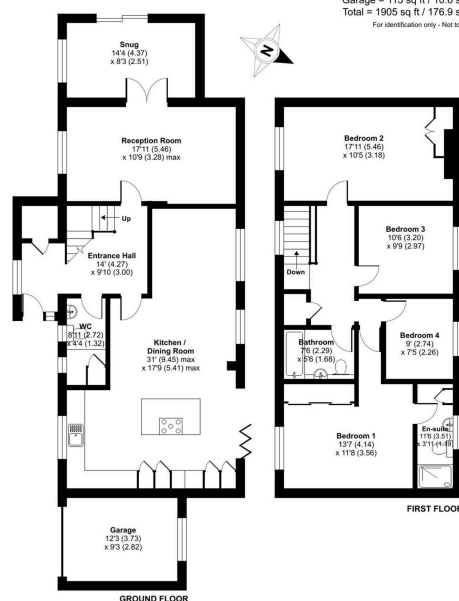 Garage = 115 sq ft / 10.6 s
Total = 1905 sq ft / 176.9 s
For identification only - Not to
N
Snug
14'4 (4.37)
x 8'3 (2.51)
Reception Room
17'11 (5.46)
x 10'9 (3.28) max
Up
Entrance Hall
14' (4.27)
x 9'10 (3.00)
WC
8'11 (2.72)
x 4'4 (1.32)
Kitchen /
Dining Room
31' (9.45) max
x 17'9 (5.41) max
Garage
12'3 (3.73)
x 9'3 (2.82)
GROUND FLOOR
Bedroom 2
17'11 (5.46)
x 10'5 (3.18)
Bedroom 3
10'6 (3.20)
x 9'9 (2.97)
Down
Bedroom 4
9' (2.74)
x 7'5 (2.26)
Bathroom
7'6 (2.29)
x 5'6 (1.68)
Bedroom 1
13'7 (4.14)
x 11'8 (3.56)
En-suite
11'6 (3.51)
x 3'11 (1.19)
FIRST FLOOR